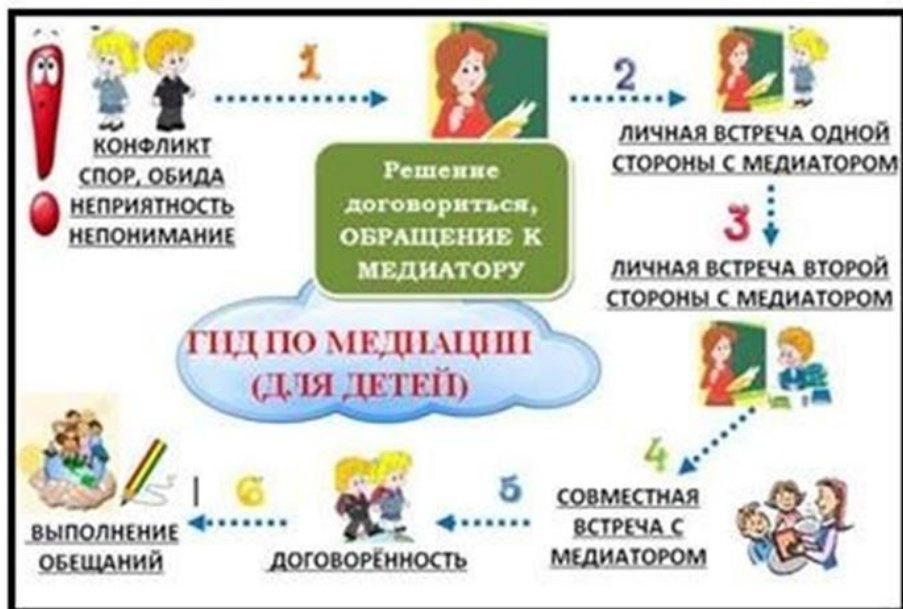 1
2
КОНФЛИКТ
СПОР, ОБИДА
НЕПРИЯТНОСТЬ
НЕПОНИМАНИЕ
Решение
договориться,
ОБРАЩЕНИЕ К
МЕДИАТОРУ
ЛИЧНАЯ ВСТРЕЧА ОДНОЙ
СТОРОНЫ С МЕДИАТОРОМ
3
ЛИЧНАЯ ВСТРЕЧА ВТОРОЙ
СТОРОНЫ С МЕДИАТОРОМ
ГИД ПО МЕДИАЦИИ
(ДЛЯ ДЕТЕЙ)
4
СОВМЕСТНАЯ
ВСТРЕЧА С
МЕДИАТОРОМ
5
ДОГОВОРЁННОСТЬ
6
ВЫПОЛНЕНИЕ
ОБЕЩАНИЙ